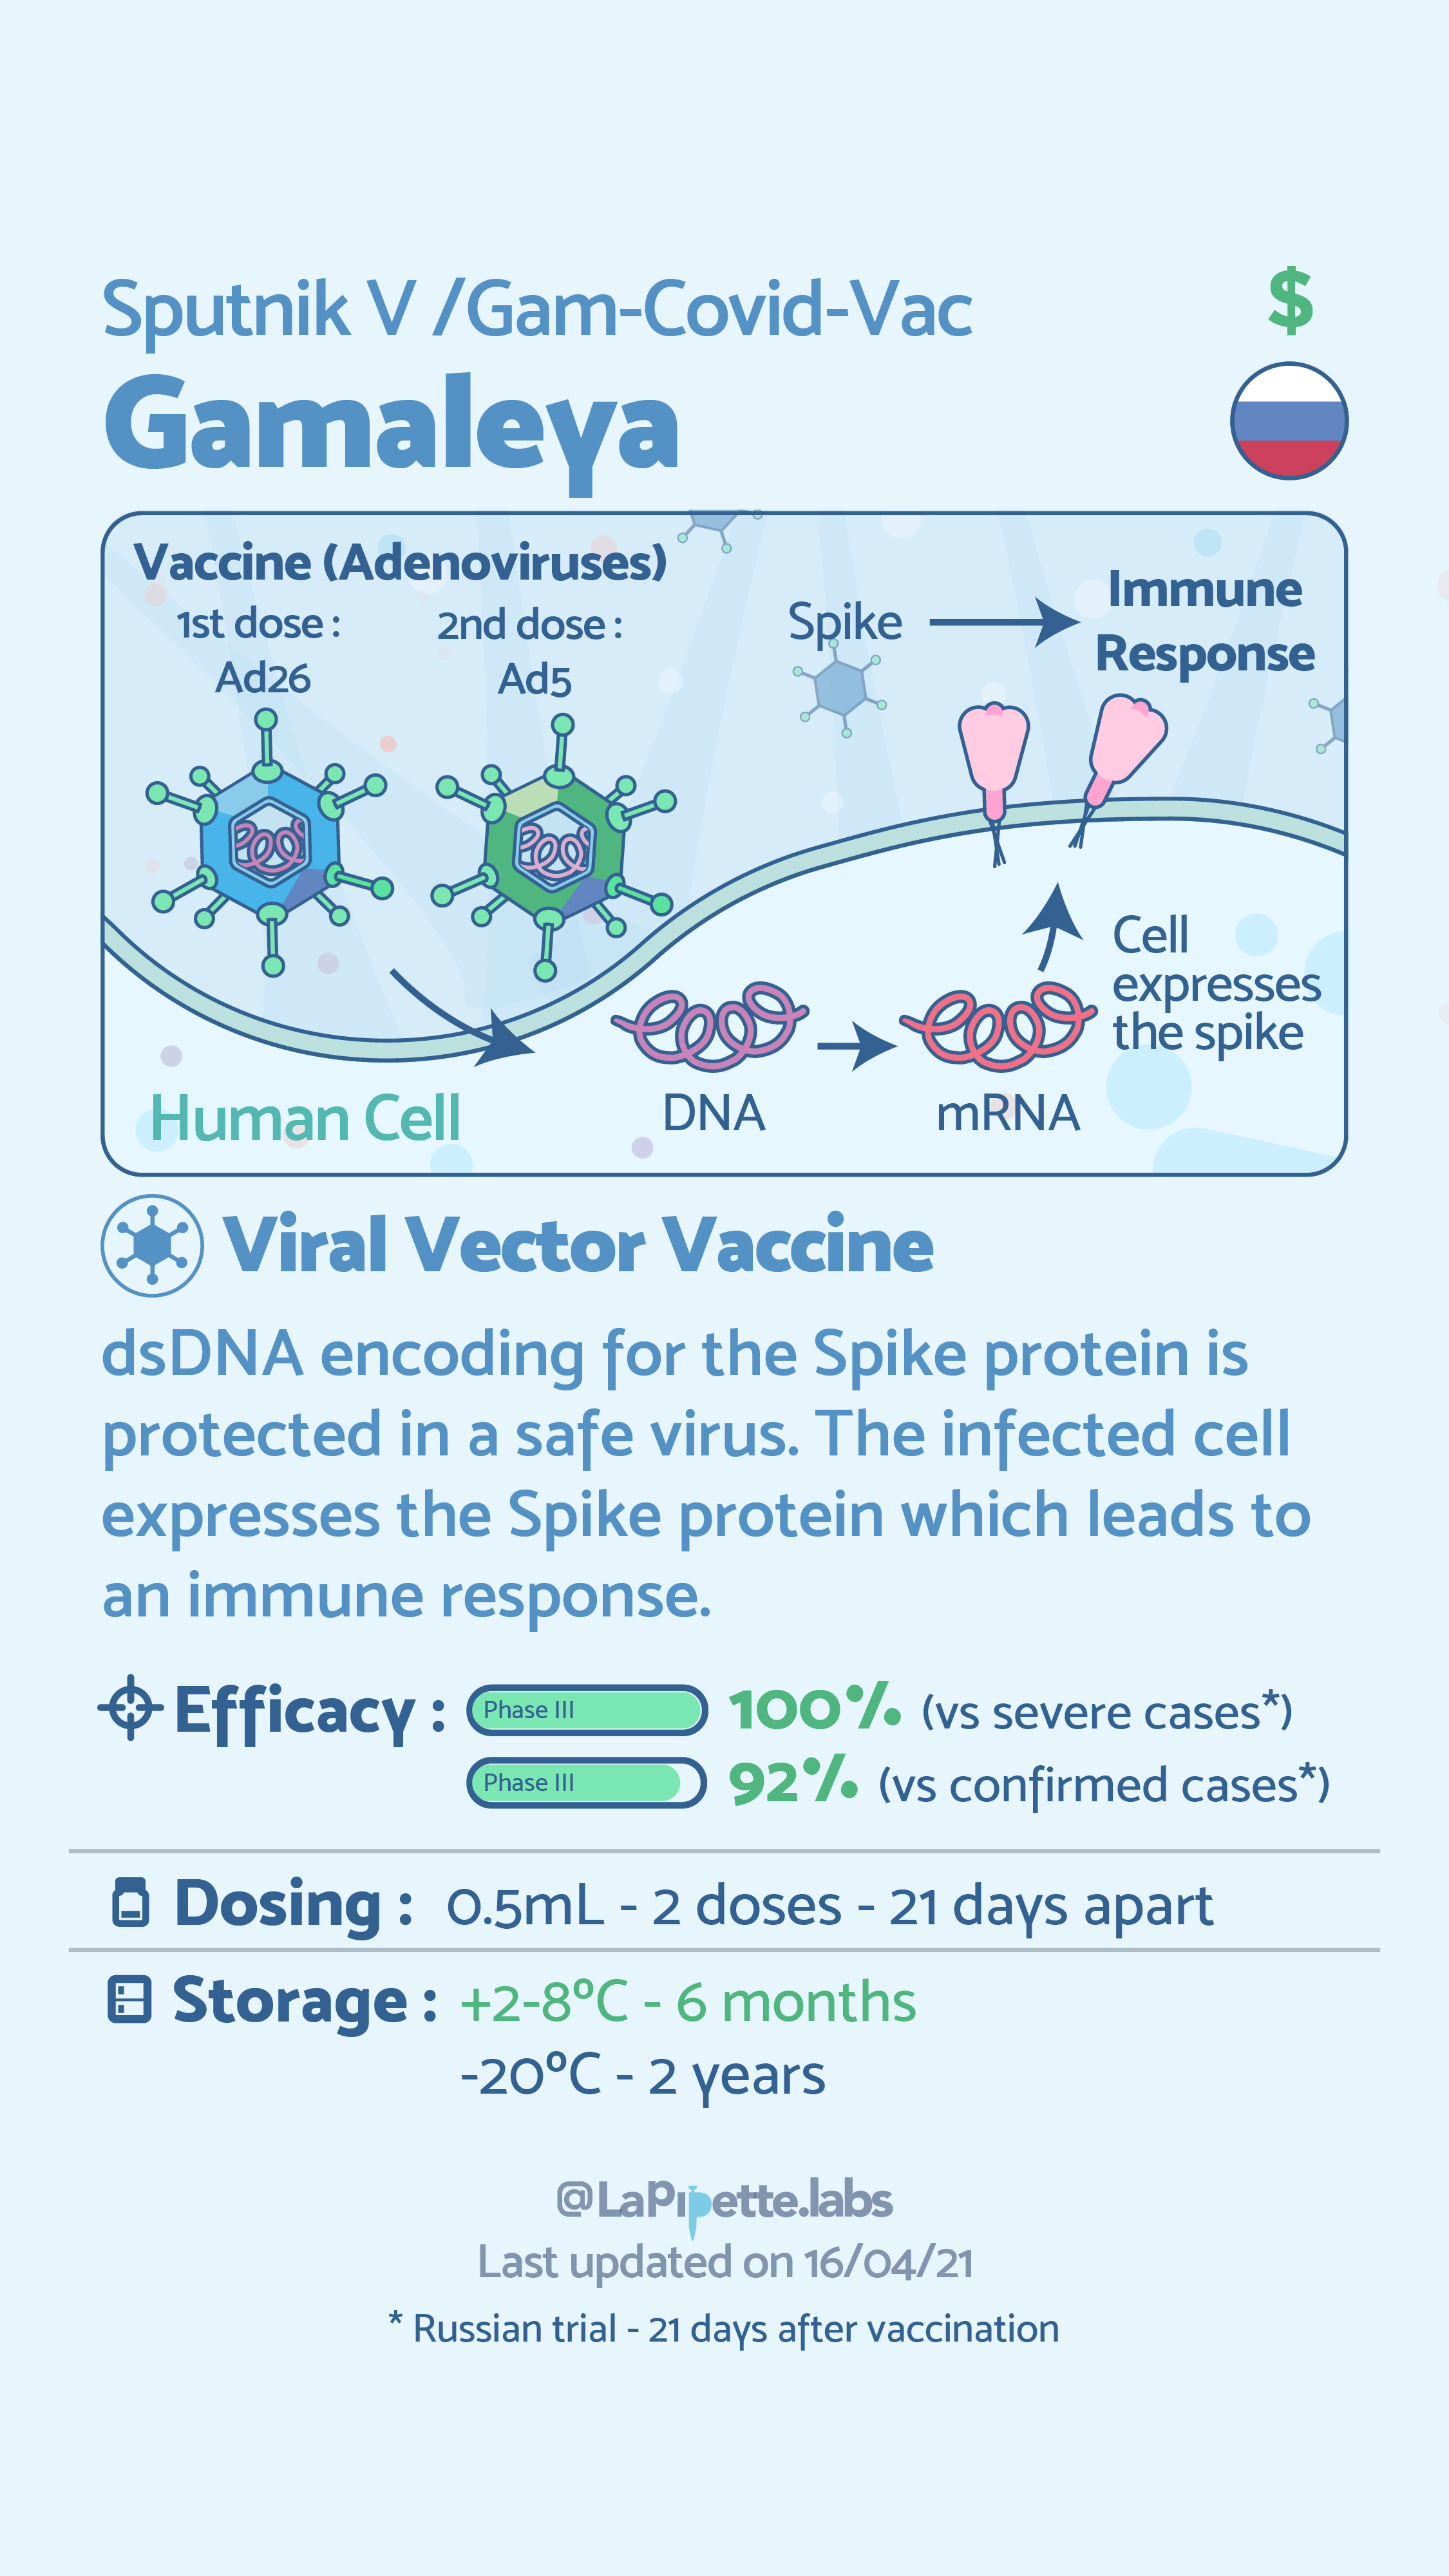 Sputnik V /Gam-Covid-Vac
$
Gamaleya
Vaccine (Adenoviruses)
1st dose :
Ad26
2nd dose :
Ad5
Spike
Immune
Response
Cell
expresses
the spike
DNA
mRNA
Human Cell
Viral Vector Vaccine
dsDNA encoding for the Spike protein is
protected in a safe virus. The infected cell
expresses the Spike protein which leads to
an immune response.
Efficacy : Phase III 100% (vs severe cases*)
Phase III 92% (vs confirmed cases*)
Dosing : 0.5mL - 2 doses - 21 days apart
Storage : +2-8ºC - 6 months
-20ºC - 2 years
@LaPipette.labs
Last updated on 16/04/21
* Russian trial - 21 days after vaccination